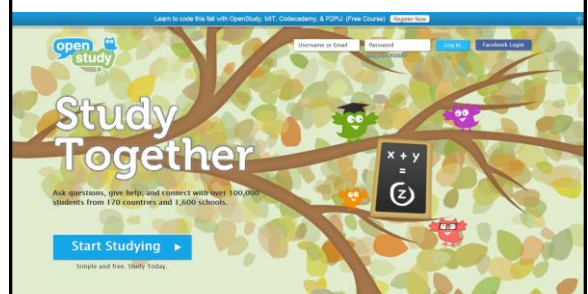 Learn to code this fall with OpenStudy, MIT, Codecademy, & P2PU. (Free Course) Register Now
open
study
Username or Email Password Log In Facebook Login
Study
Together
x + y
=
z
Ask questions, give help, and connect with over 100,000
students from 170 countries and 1,600 schools.
Start Studying
Simple and free. Study Today.